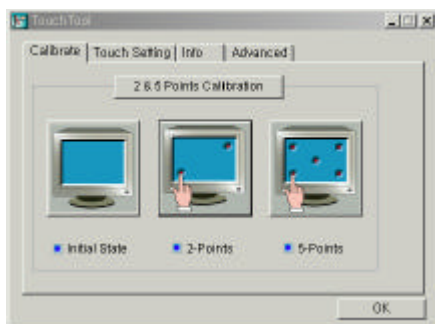 TouchTool
Calibrate Touch Setting Info Advanced
2 & 5 Points Calibration
Initial State 2-Points 5-Points
OK